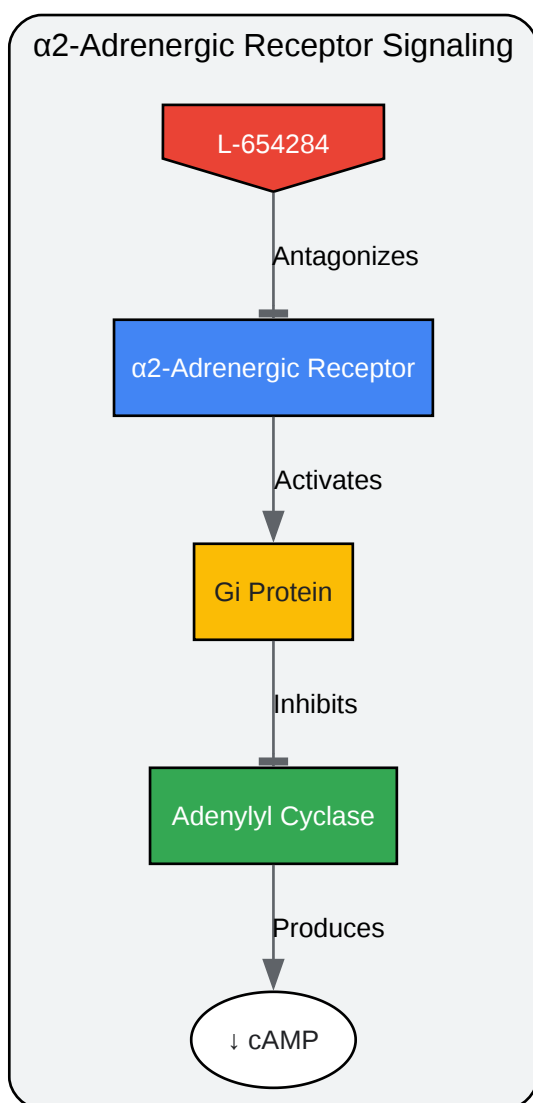 α2-Adrenergic Receptor Signaling
L-654284
Antagonizes
α2-Adrenergic Receptor
Activates
Gi Protein
Inhibits
Adenylyl Cyclase
Produces
↓ cAMP